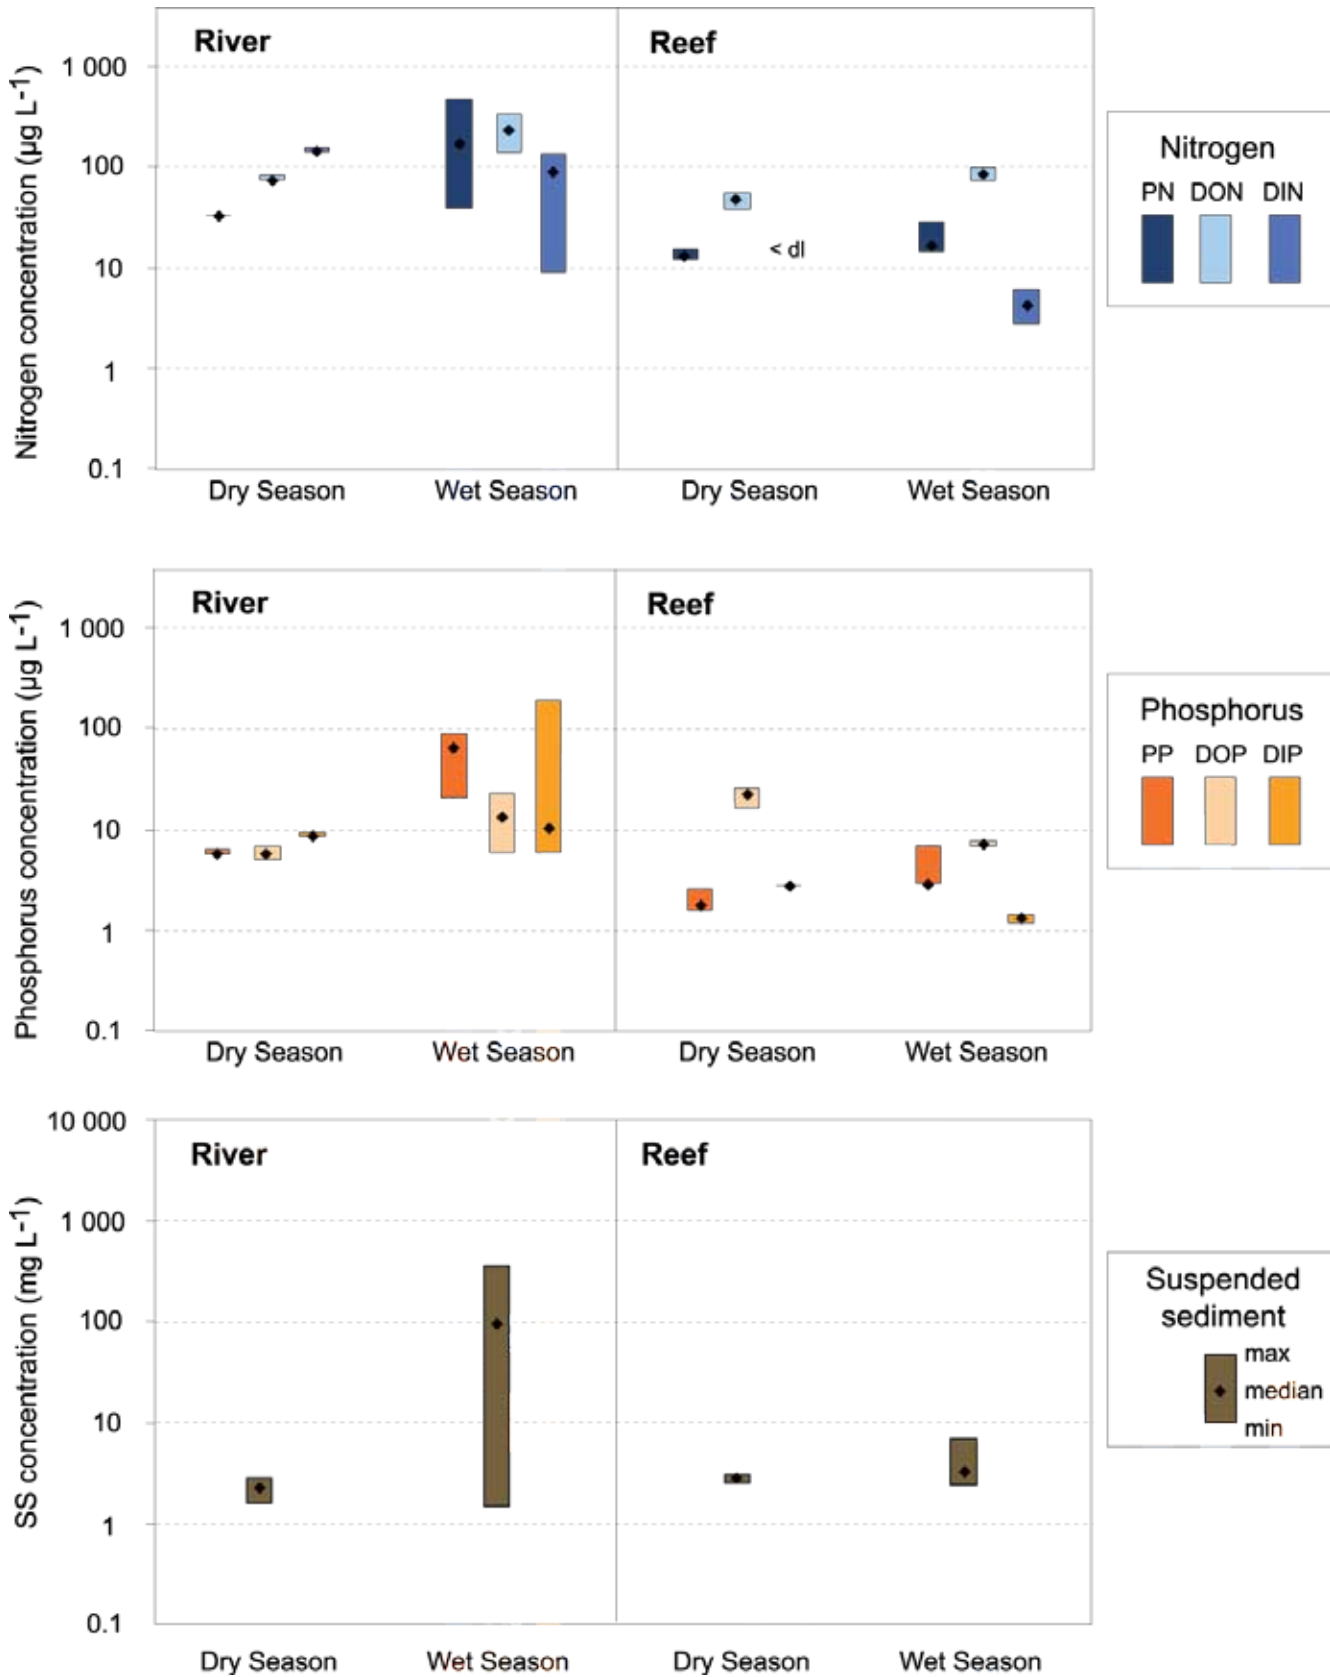 River
Reef
Nitrogen concentration (µg L-1)
1 000
100
10
1
0.1
< dl
Dry Season
Wet Season
Dry Season
Wet Season
Nitrogen
PN DON DIN
River
Reef
Phosphorus concentration (µg L-1)
1 000
100
10
1
0.1
Dry Season
Wet Season
Dry Season
Wet Season
Phosphorus
PP DOP DIP
River
Reef
SS concentration (mg L-1)
10 000
1 000
100
10
1
0.1
Dry Season
Wet Season
Dry Season
Wet Season
Suspended
sediment
max
median
min